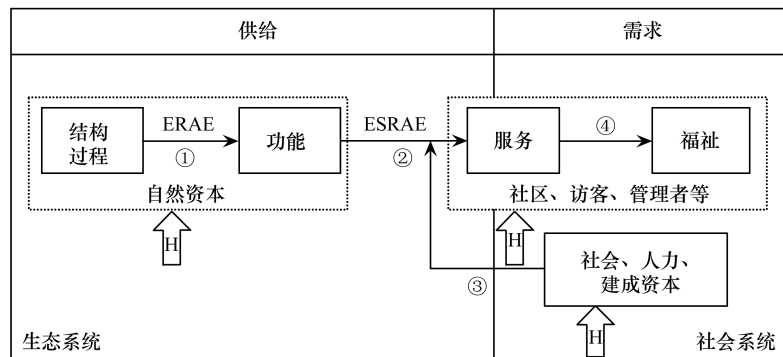 供给
需求
结构
过程
ERAE
①
功能
ESRAE
②
服务
④
福祉
自然资本
社区、访客、管理者等
H
H
社会、人力、
建成资本
③
H
生态系统
社会系统